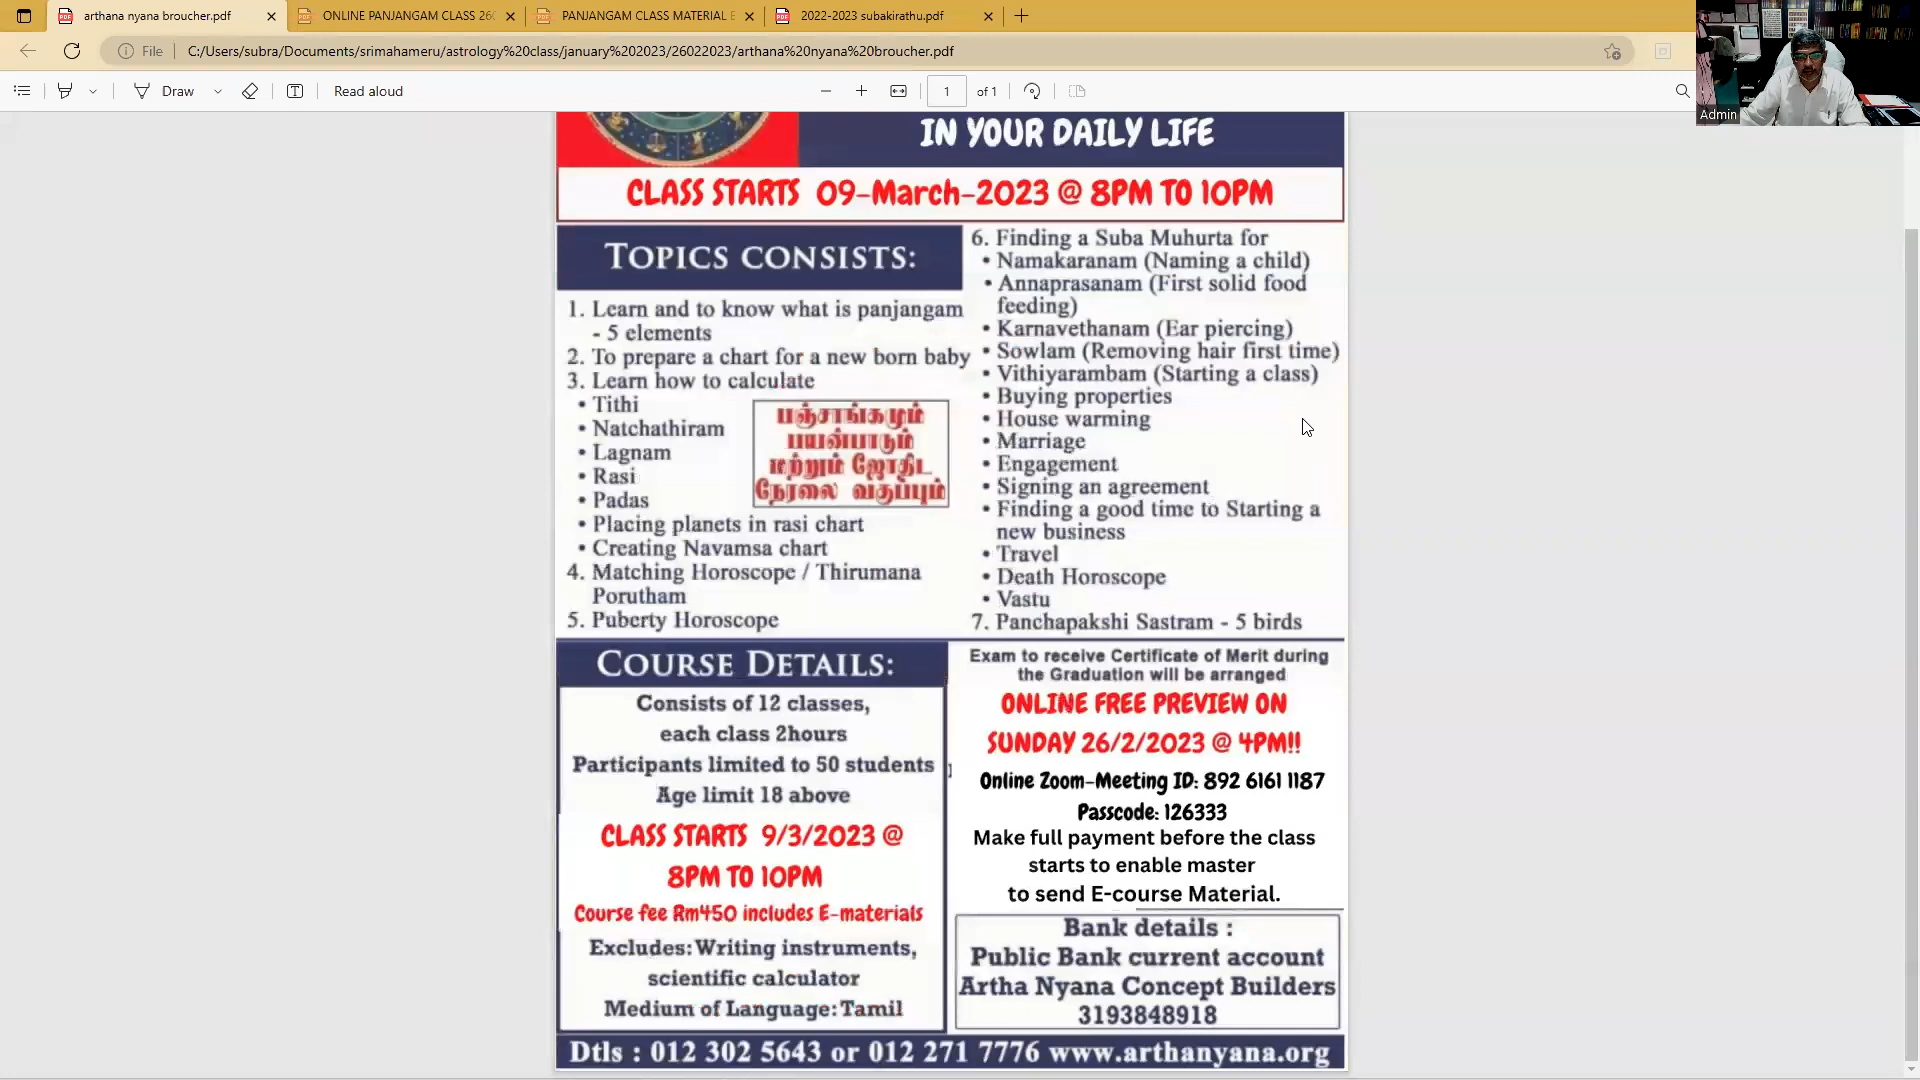 arthana nyana broucher.pdf
ONLINE PANJANGAM CLASS 26
PANJANGAM CLASS MATERIAL
2022-2023 subakirathu.pdf
File
C:/Users/subra/Documents/srimahameru/astrology%20class/january%202023/26022023/arthana%20nyana%20broucher.pdf
Draw
Read aloud
1
of 1
Admin
IN YOUR DAILY LIFE
CLASS STARTS 09-March-2023 @ 8PM TO 10PM
TOPICS CONSISTS:
1. Learn and to know what is panjangam
- 5 elements
2. To prepare a chart for a new born baby
3. Learn how to calculate
• Tithi
• Natchathiram
• Lagnam
• Rasi
• Padas
• Placing planets in rasi chart
• Creating Navamsa chart
4. Matching Horoscope / Thirumana
Porutham
5. Puberty Horoscope
பஞ்சாங்கமும்
பயன்பாடும்
மற்றும் ஜோதிட
நேரலை வகுப்பும்
6. Finding a Suba Muhurta for
• Namakaranam (Naming a child)
• Annaprasanam (First solid food
feeding)
• Karnavethanam (Ear piercing)
• Sowlam (Removing hair first time)
• Vithiyarambam (Starting a class)
• Buying properties
• House warming
• Marriage
• Engagement
• Signing an agreement
• Finding a good time to Starting a
new business
• Travel
• Death Horoscope
• Vastu
7. Panchapakshi Sastram - 5 birds
COURSE DETAILS:
Consists of 12 classes,
each class 2hours
Participants limited to 50 students
Age limit 18 above
CLASS STARTS 9/3/2023 @
8PM TO 10PM
Course fee Rm450 includes E-materials
Excludes: Writing instruments,
scientific calculator
Medium of Language: Tamil
Exam to receive Certificate of Merit during
the Graduation will be arranged
ONLINE FREE PREVIEW ON
SUNDAY 26/2/2023 @ 4PM!!
Online Zoom-Meeting ID: 892 6161 1187
Passcode: 126333
Make full payment before the class
starts to enable master
to send E-course Material.
Bank details :
Public Bank current account
Artha Nyana Concept Builders
3193848918
Dtls : 012 302 5643 or 012 271 7776 www.arthanyana.org